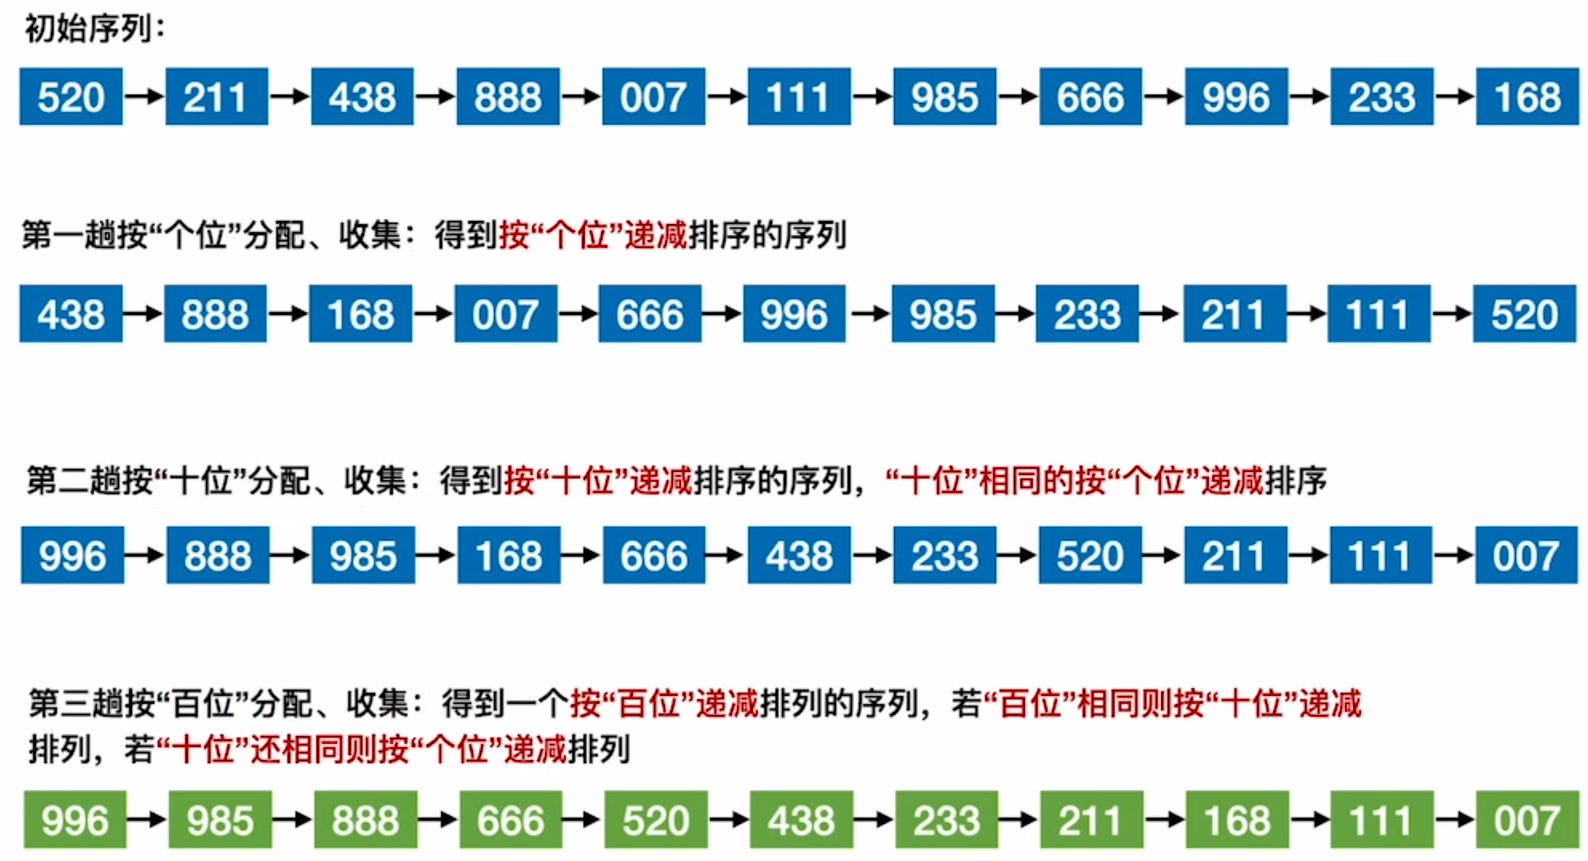 初始序列：
520 211 438 888 007 111 985 666 996 233 168
第一趟按“个位”分配、收集：得到按“个位”递减排序的序列
438 888 168 007 666 996 985 233 211 111 520
第二趟按“十位”分配、收集：得到按“十位”递减排序的序列，“十位”相同的按“个位”递减排序
996 888 985 168 666 438 233 520 211 111 007
第三趟按“百位”分配、收集：得到一个按“百位”递减排列的序列，若“百位”相同则按“十位”递减
排列，若“十位”还相同则按“个位”递减排列
996 985 888 666 520 438 233 211 168 111 007